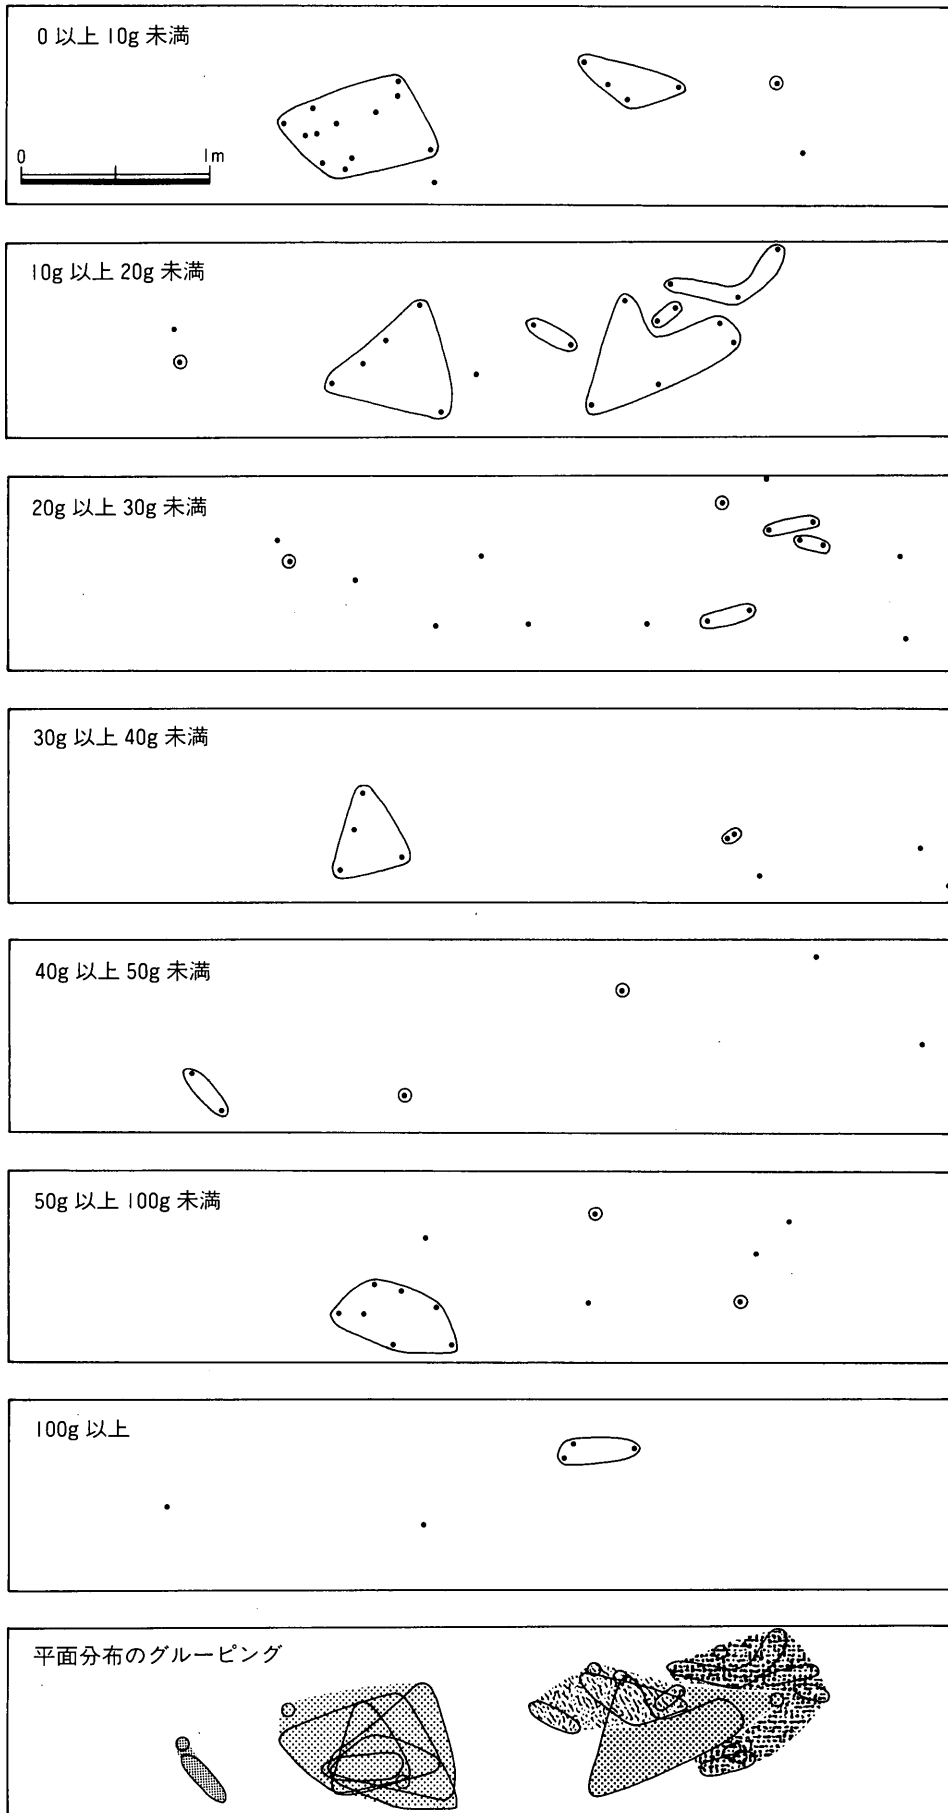 0 以上 10g 未満
0 1m
10g 以上 20g 未満
20g 以上 30g 未満
30g 以上 40g 未満
40g 以上 50g 未満
50g 以上 100g 未満
100g 以上
平面分布のグルーピング